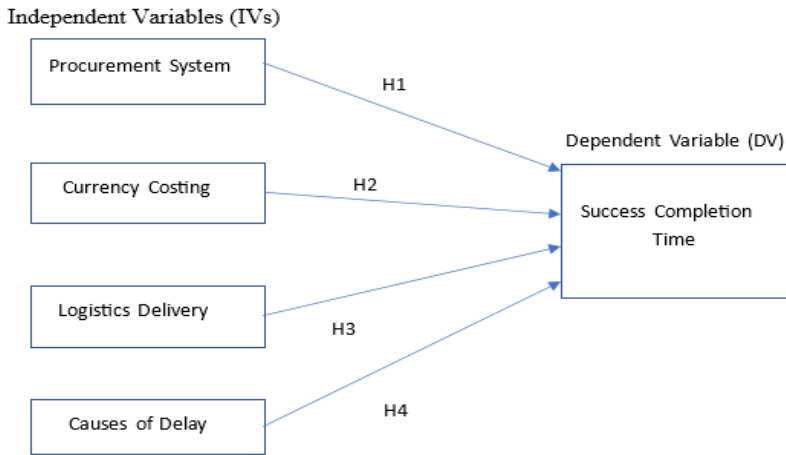 Independent Variables (IVs)
Procurement System
H1
Dependent Variable (DV)
Currency Costing
H2
Success Completion
Time
Logistics Delivery
H3
H4
Causes of Delay